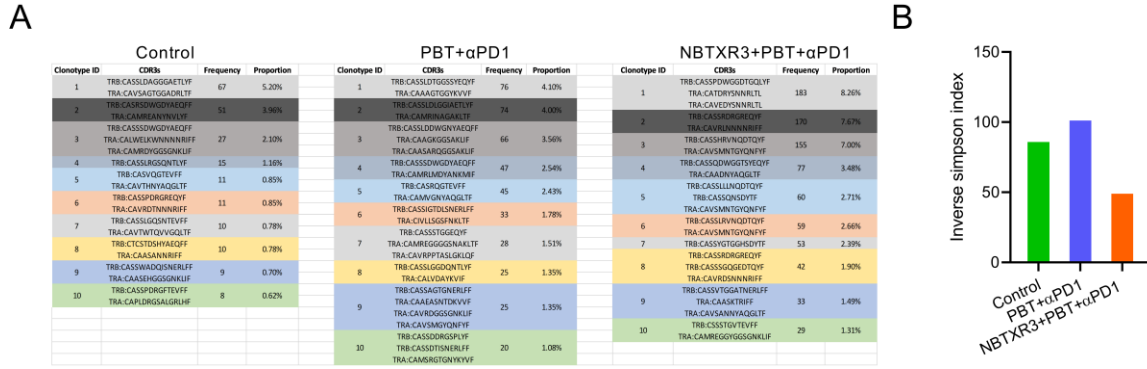 A
B
Control
Clonotype ID CDR3s Frequency Proportion
1 TRB:CASSLDAGGGAETLYF 67 5.20%
TRA:CAVSAGTGGADRLTF
2 TRB:CASRSDWGDYAEQFF 51 3.96%
TRA:CAMREANYNVLYF
3 TRB:CASSSDWGDYAEQFF 27 2.10%
TRA:CALWELKWNNNNRIFF
TRA:CAMRDYGGSGNKLIF
4 TRB:CASSLRGSQNTLYF 15 1.16%
5 TRB:CASVQGTEVFF 11 0.85%
TRA:CAVTHNYAQGLTF
6 TRB:CASSPDRGREQYF 11 0.85%
TRA:CAVRDTNNNRIFF
7 TRB:CASSLGQSNTEVFF 10 0.78%
TRA:CAVTWTQVVGQLTF
8 TRB:CTCSTDSHYAEQFF 10 0.78%
TRA:CAASANNRIFF
9 TRB:CASSWADQISNERLFF 9 0.70%
TRA:CAASEHGGSGNKLIF
10 TRB:CASSPDRGFTEVFF 8 0.62%
TRA:CAPLDRGSALGRLHF
PBT+αPD1
Clonotype ID CDR3s Frequency Proportion
1 TRB:CASSLDTGGSSYEQYF 76 4.10%
TRA:CAAAGTGGYKVVF
2 TRB:CASSLDLGGIAETLYF 74 4.00%
TRA:CAMRINAGAKLTF
3 TRB:CASSLDDWGNYAEQFF 66 3.56%
TRA:CAAGKGGSAKLIF
TRA:CAASARQGGSAKLIF
4 TRB:CASSSDWGDYAEQFF 47 2.54%
TRA:CAMRLMDYANKMIF
5 TRB:CASRQGTEVFF 45 2.43%
TRA:CAMVGNYAQGLTF
6 TRB:CASSIGTDLSNERLFF 33 1.78%
TRA:CIVLLSGSFNKLTF
7 TRB:CASSSTGGEQYF 28 1.51%
TRA:CAMREGGGGSNAKLTF
TRA:CAVRPPTASLGKLQF
8 TRB:CASSLGGDQNTLYF 25 1.35%
TRA:CALVDAYKVIF
9 TRB:CASSAGTGNERLFF 25 1.35%
TRA:CAAEASNTDKVVF
TRA:CAVRDGGGSGNKLIF
TRA:CAVSMGYQNFYF
10 TRB:CASSDDRGSPLYF 20 1.08%
TRB:CASSDTISNERLFF
TRA:CAMSRGTGNYKYVF
NBTXR3+PBT+αPD1
Clonotype ID CDR3s Frequency Proportion
1 TRB:CASSPDWGGDTGQLYF 183 8.26%
TRA:CATDRYSNNRLTL
TRA:CAVEDYSNNRLTL
2 TRB:CASSRDRGREQYF 170 7.67%
TRA:CAVRLNNNNRIFF
3 TRB:CASSHRVNQDTQYF 155 7.00%
TRA:CAVSMNTGYQNFYF
4 TRB:CASSQDWGGTSYEQYF 77 3.48%
TRA:CAADNYAQGLTF
5 TRB:CASSLLLNQDTQYF 60 2.71%
TRB:CASSQNSDYTF
TRA:CAVSMNTGYQNFYF
6 TRB:CASSLRVNQDTQYF 59 2.66%
TRA:CAVSMNTGYQNFYF
7 TRB:CASSYGTGGHSDYTF 53 2.39%
8 TRB:CASSRDRGREQYF 42 1.90%
TRB:CASSSGQGEDTQYF
TRA:CAVRDSNNNRIFF
9 TRB:CASSVTGGATNERLFF 33 1.49%
TRA:CAASKTRIFF
TRA:CAVSANNYAQGLTF
10 TRB:CSSSTGVTEVFF 29 1.31%
TRA:CAMREGGYGGSGNKLIF
Inverse simpson index
150
100
50
0
Control
PBT+αPD1
NBTXR3+PBT+αPD1